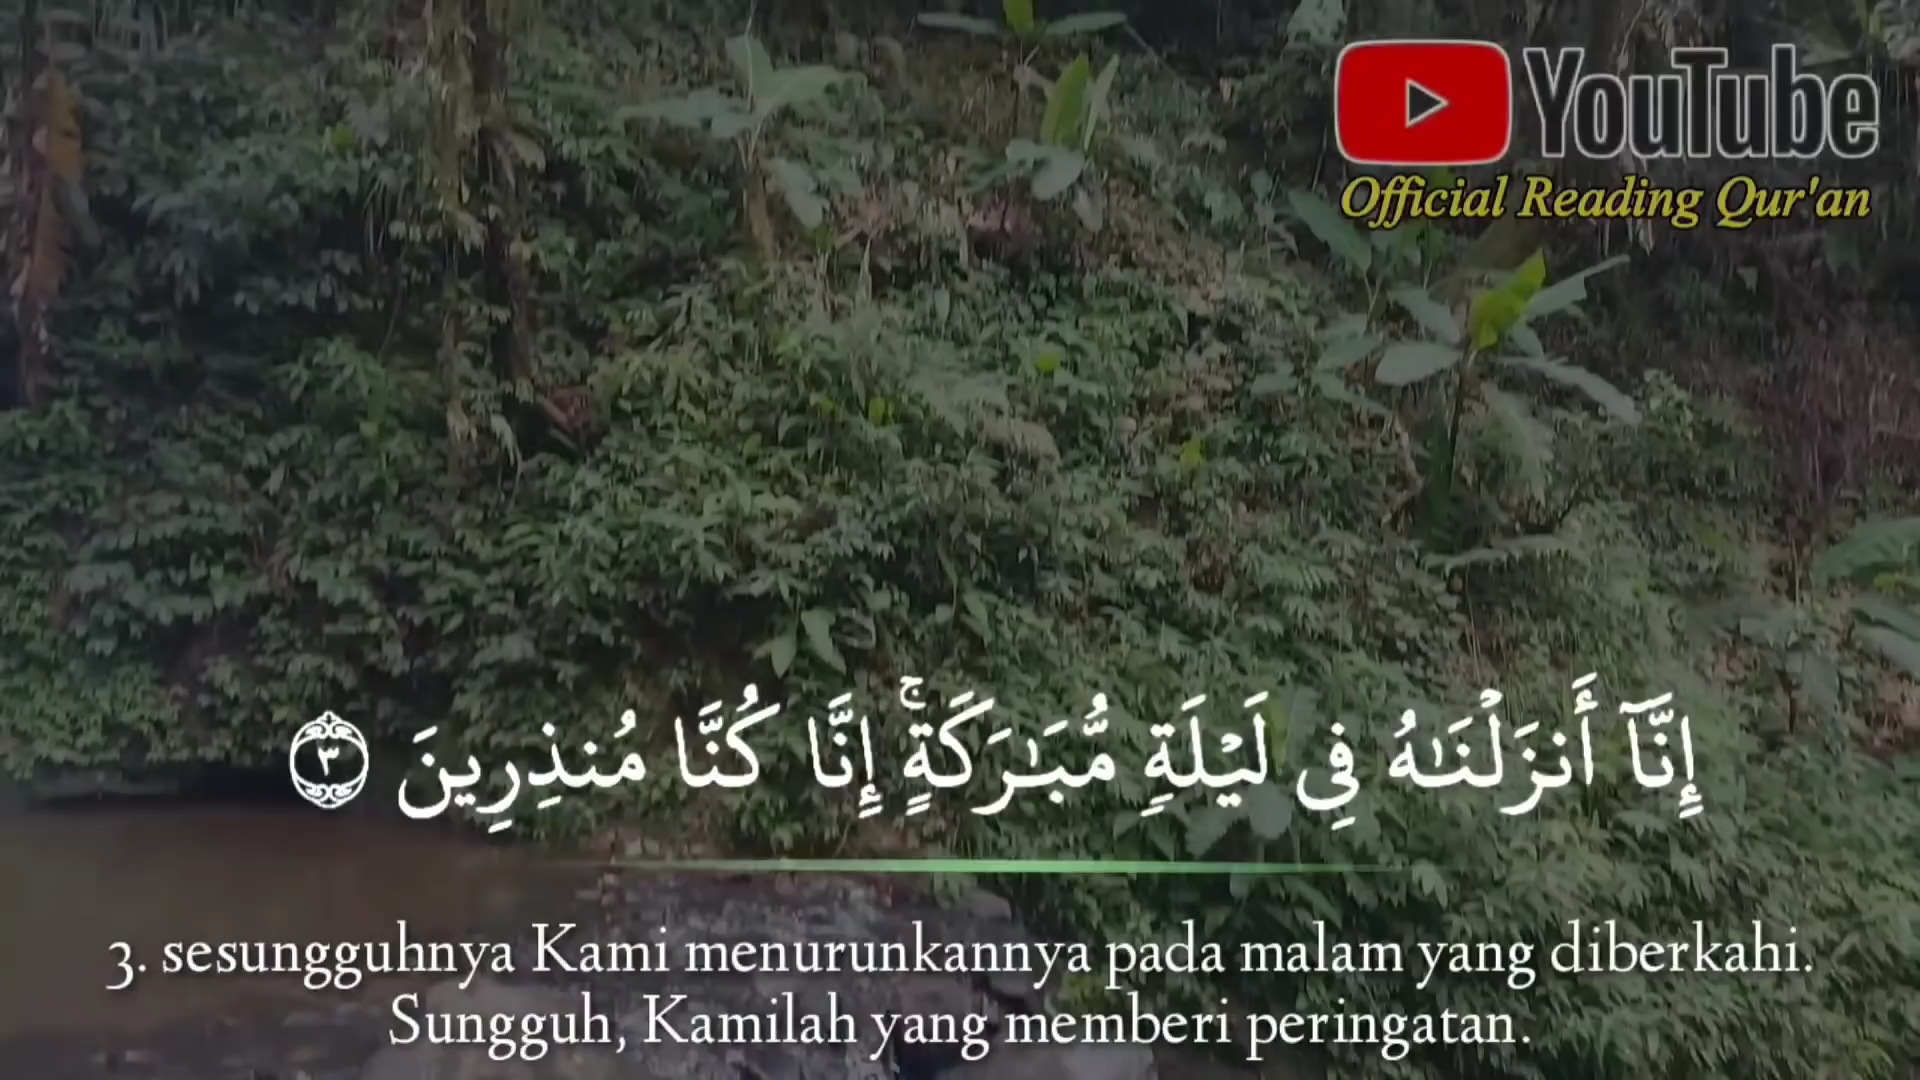 YouTube
Official Reading Qur'an
إِنَّآ أَنزَلْنَـٰهُ فِى لَيْلَةٍ مُّبَـٰرَكَةٍ ۚ إِنَّا كُنَّا مُنذِرِينَ ٣
3. sesungguhnya Kami menurunkannya pada malam yang diberkahi.
Sungguh, Kamilah yang memberi peringatan.